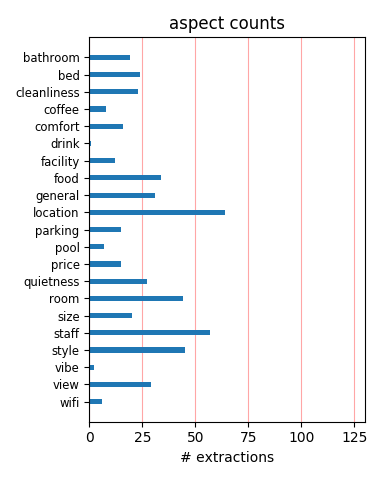 aspect counts
bathroom
bed
cleanliness
coffee
comfort
drink
facility
food
general
location
parking
pool
price
quietness
room
size
staff
style
vibe
view
wifi
0 25 50 75 100 125
# extractions